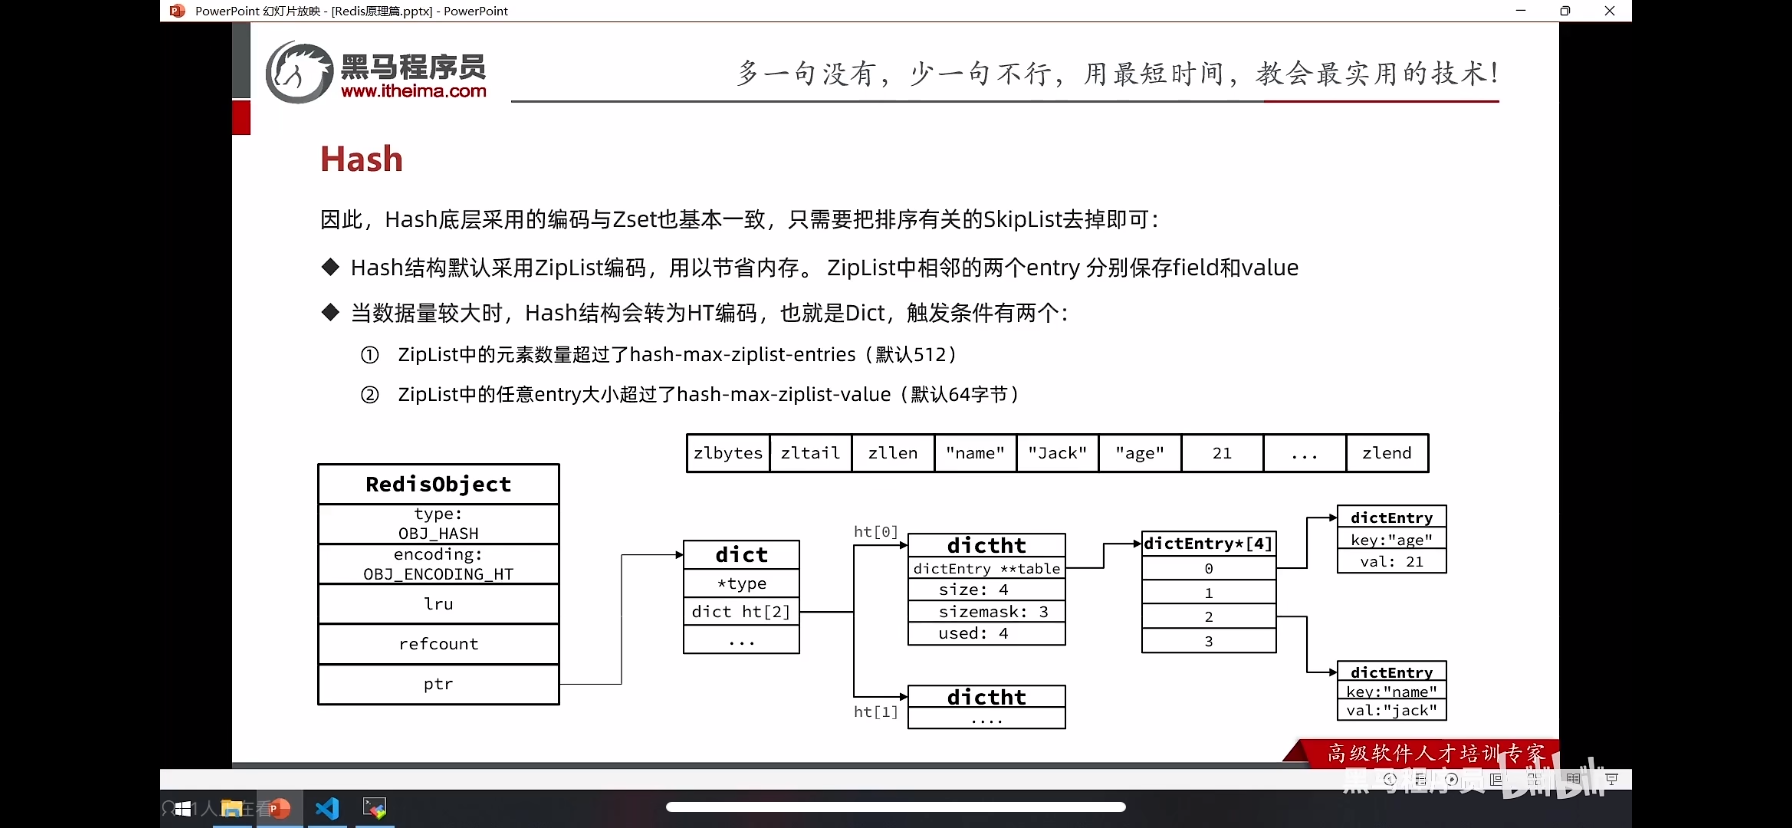 PowerPoint 幻灯片放映 - [Redis原理篇.pptx] - PowerPoint
黑马程序员
www.itheima.com
多一句没有，少一句不行，用最短时间，教会最实用的技术！
Hash
因此，Hash底层采用的编码与Zset也基本一致，只需要把排序有关的SkipList去掉即可：
◆ Hash结构默认采用ZipList编码，用以节省内存。 ZipList中相邻的两个entry 分别保存field和value
◆ 当数据量较大时，Hash结构会转为HT编码，也就是Dict，触发条件有两个：
① ZipList中的元素数量超过了hash-max-ziplist-entries（默认512）
② ZipList中的任意entry大小超过了hash-max-ziplist-value（默认64字节）
zlbytes zltail zllen "name" "Jack" "age" 21 ... zlend
RedisObject
type:
OBJ_HASH
encoding:
OBJ_ENCODING_HT
lru
refcount
ptr
dict
*type
dict ht[2]
...
ht[0]
dictht
dictEntry **table
size: 4
sizemask: 3
used: 4
ht[1]
dictht
....
dictEntry*[4]
0
1
2
3
dictEntry
key:"age"
val: 21
dictEntry
key:"name"
val:"jack"
高级软件人才培训专家
黑马程序员 bilibili
1人正在看